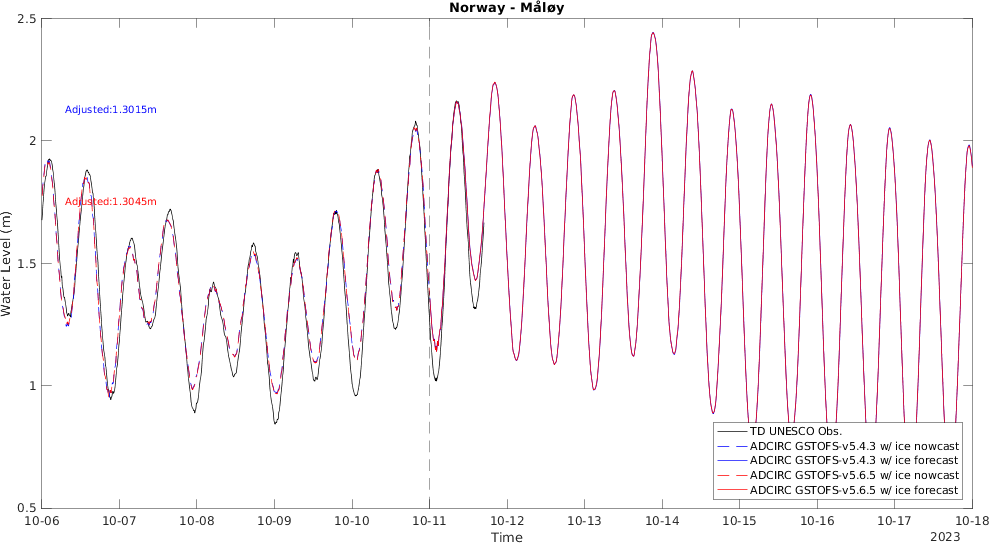 Norway - Måløy
2.5
2
1.5
1
0.5
Water Level (m)
Adjusted:1.3015m
Adjusted:1.3045m
TD UNESCO Obs.
ADCIRC GSTOFS-v5.4.3 w/ ice nowcast
ADCIRC GSTOFS-v5.4.3 w/ ice forecast
ADCIRC GSTOFS-v5.6.5 w/ ice nowcast
ADCIRC GSTOFS-v5.6.5 w/ ice forecast
10-06 10-07 10-08 10-09 10-10 10-11 10-12 10-13 10-14 10-15 10-16 10-17 10-18
Time
2023